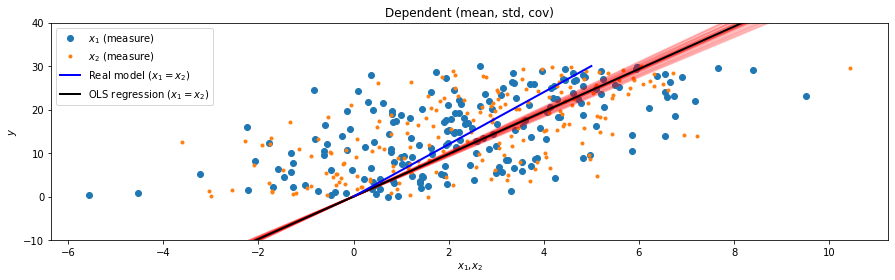 Dependent (mean, std, cov)
40
30
20
10
0
−10
y
x₁ (measure)
x₂ (measure)
Real model (x₁ = x₂)
OLS regression (x₁ = x₂)
−6 −4 −2 0 2 4 6 8 10
x₁, x₂